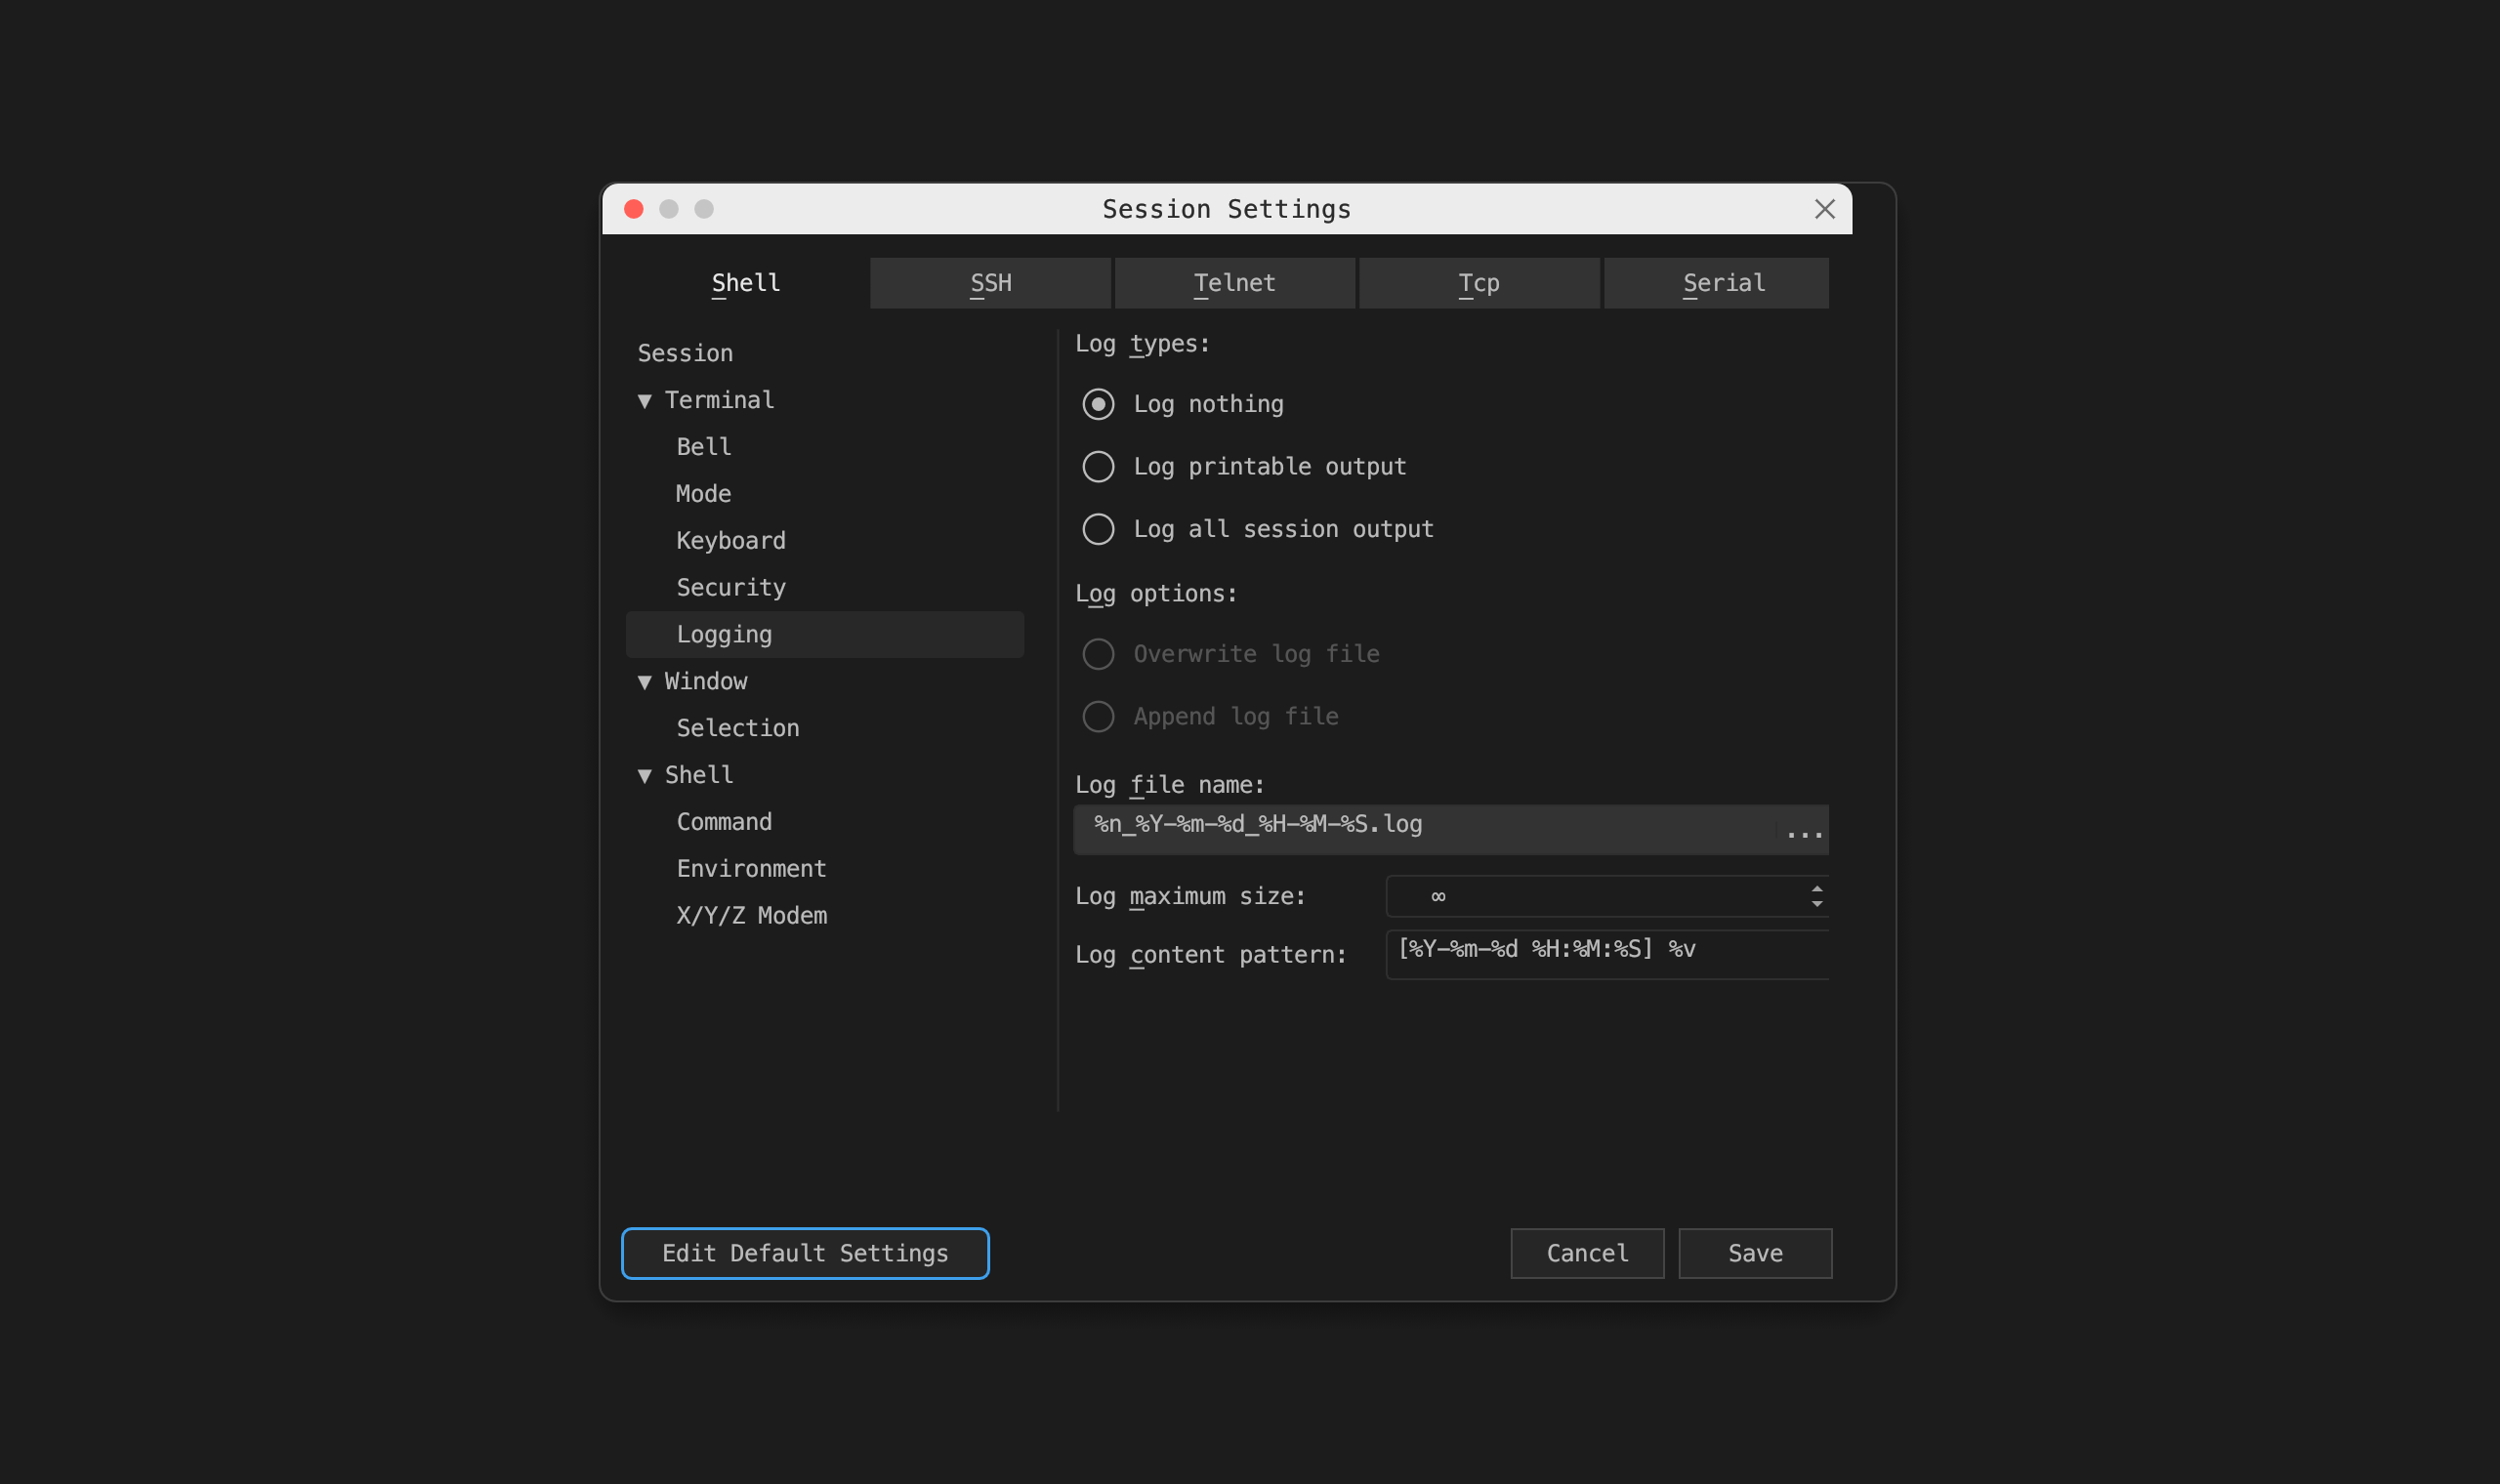 Session Settings
Shell SSH Telnet Tcp Serial
Session
▼ Terminal
Bell
Mode
Keyboard
Security
Logging
▼ Window
Selection
▼ Shell
Command
Environment
X/Y/Z Modem
Log types:
Log nothing
Log printable output
Log all session output
Log options:
Overwrite log file
Append log file
Log file name:
%n_%Y-%m-%d_%H-%M-%S.log ...
Log maximum size: ∞
Log content pattern: [%Y-%m-%d %H:%M:%S] %v
Edit Default Settings Cancel Save